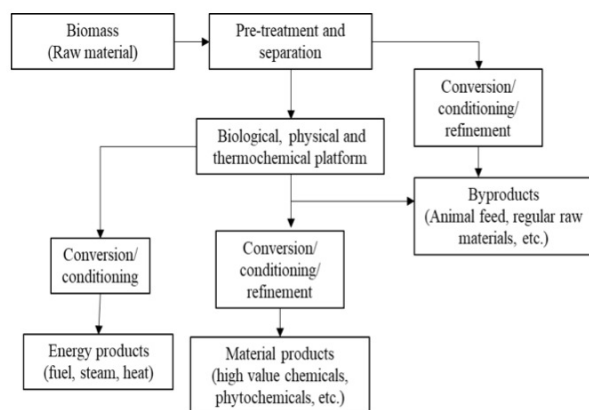 Biomass
(Raw material)
Pre-treatment and
separation
Conversion/
conditioning/
refinement
Biological, physical and
thermochemical platform
Byproducts
(Animal feed, regular raw
materials, etc.)
Conversion/
conditioning
Conversion/
conditioning/
refinement
Energy products
(fuel, steam, heat)
Material products
(high value chemicals,
phytochemicals, etc.)